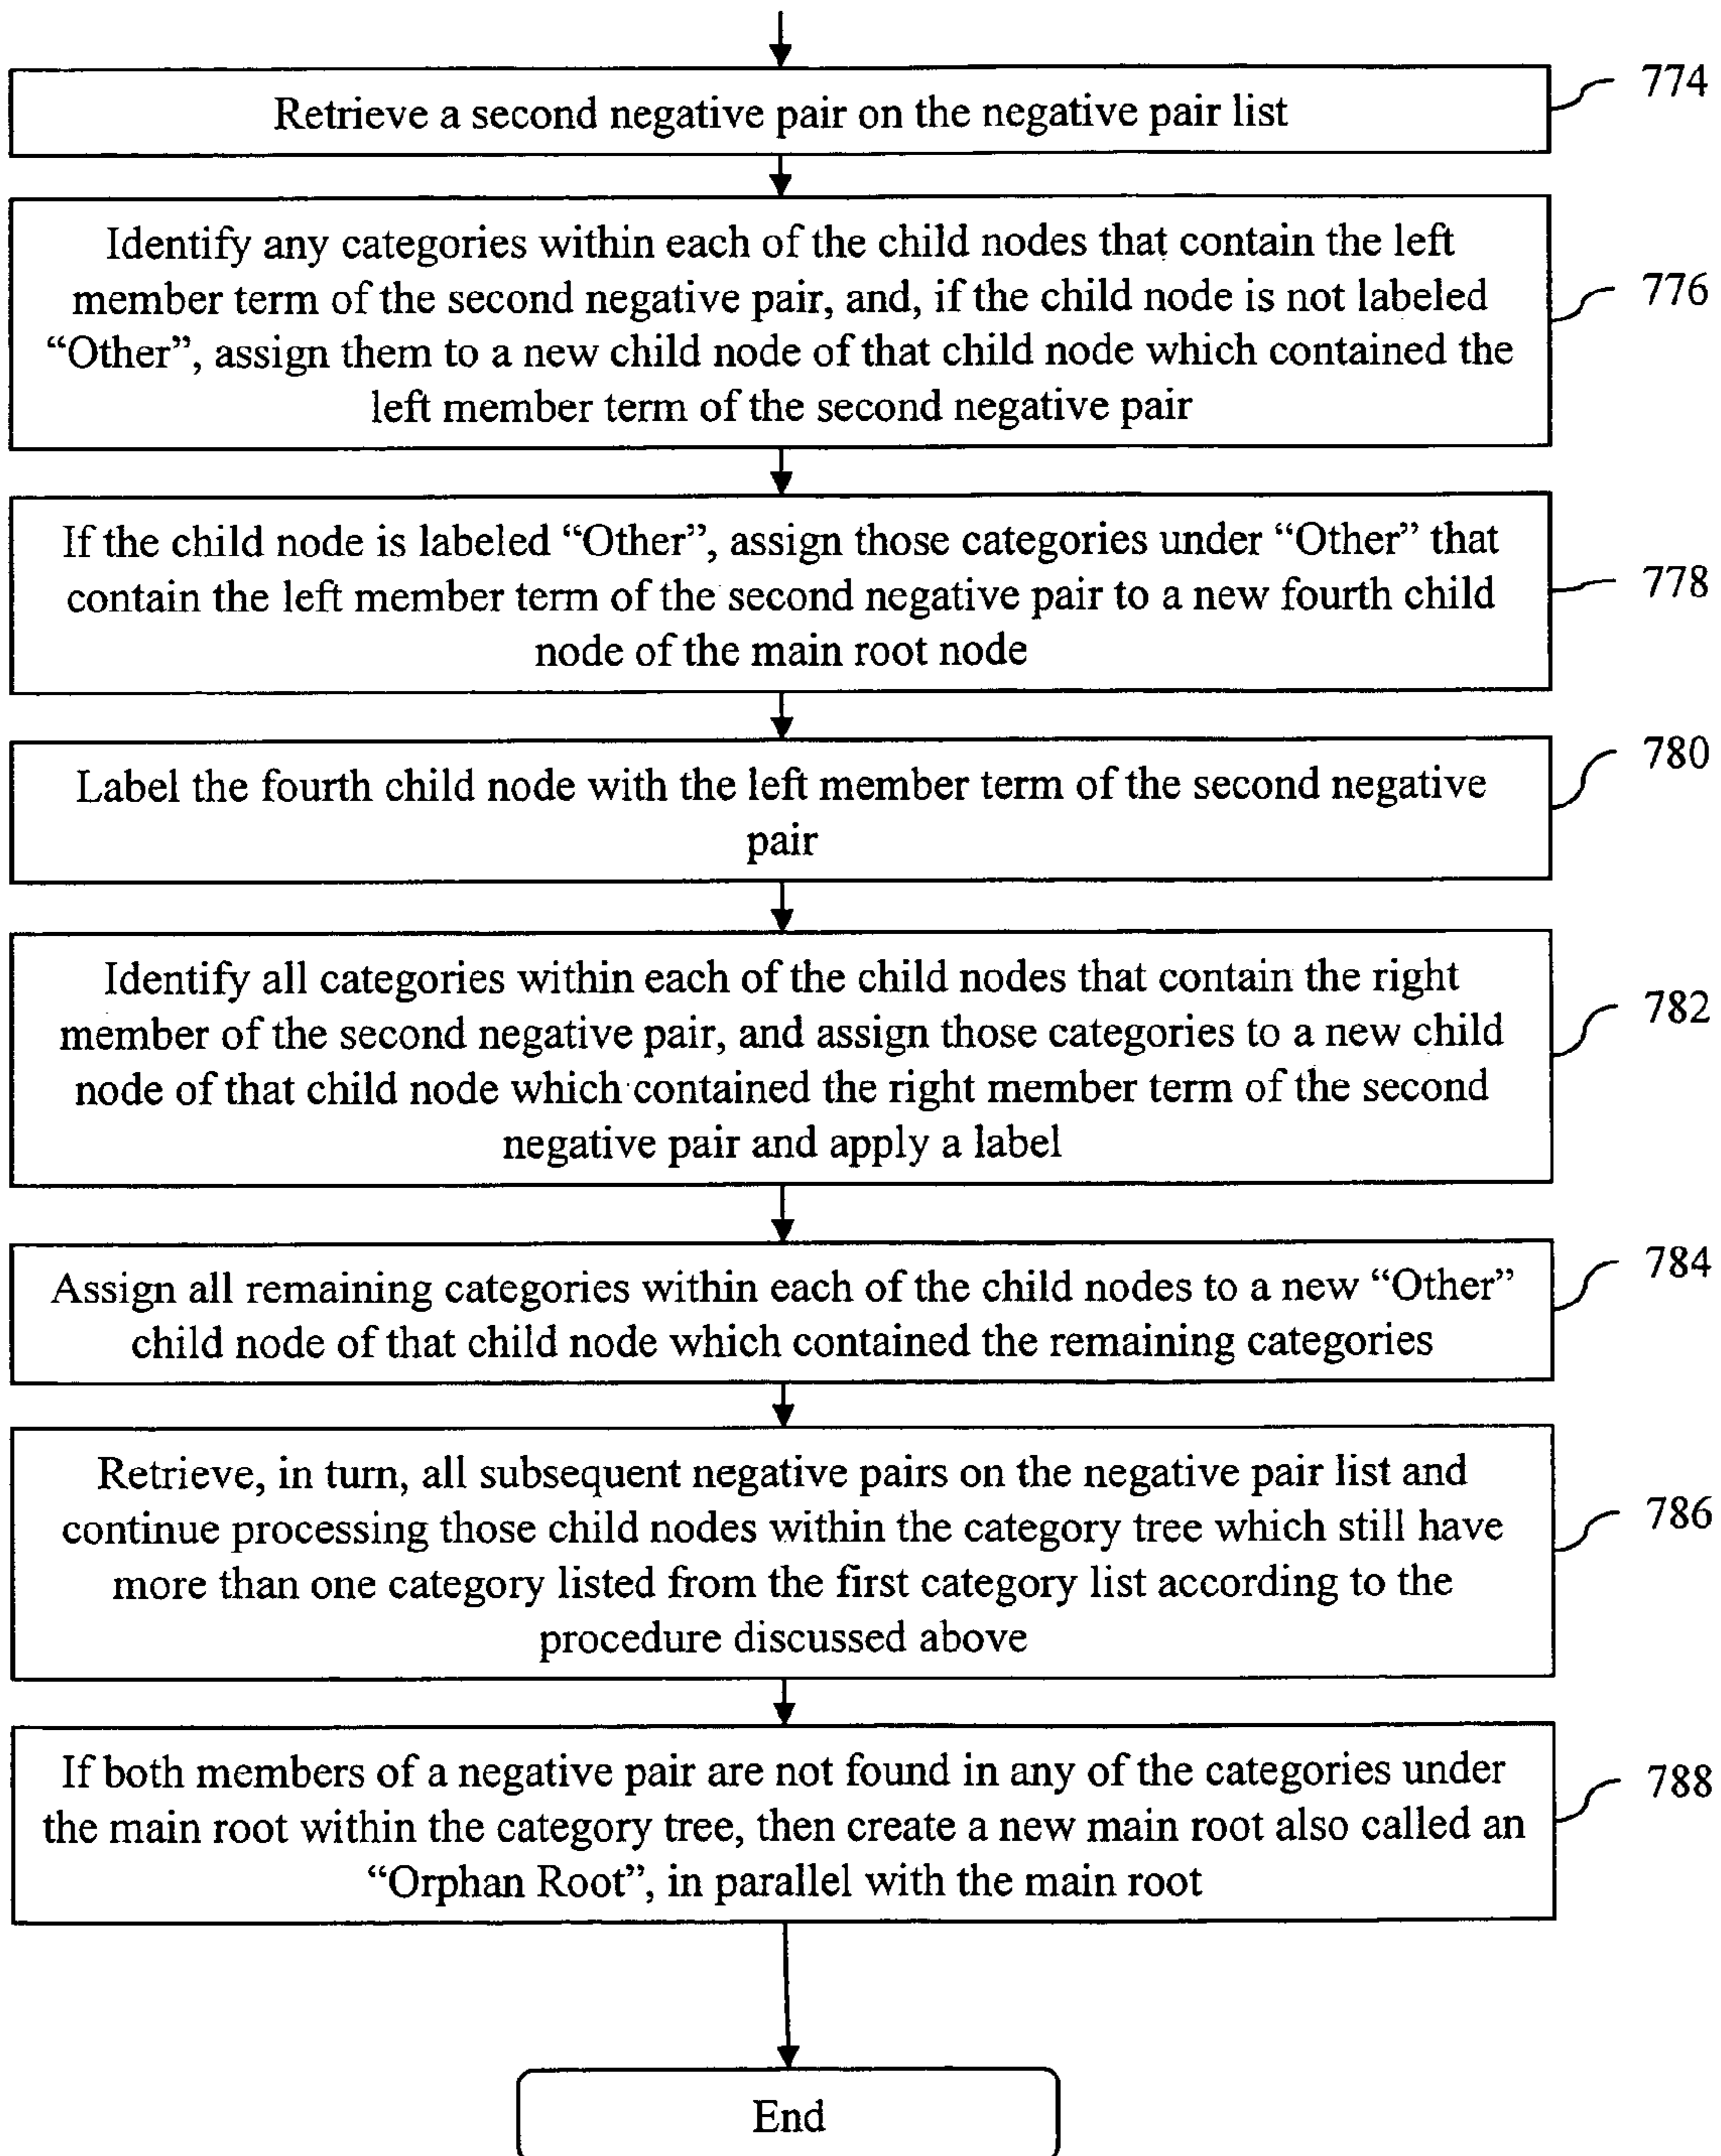 774
Retrieve a second negative pair on the negative pair list
Identify any categories within each of the child nodes that contain the left
member term of the second negative pair, and, if the child node is not labeled
“Other”, assign them to a new child node of that child node which contained the
left member term of the second negative pair
776
If the child node is labeled “Other”, assign those categories under “Other” that
contain the left member term of the second negative pair to a new fourth child
node of the main root node
778
Label the fourth child node with the left member term of the second negative
pair
780
Identify all categories within each of the child nodes that contain the right
member of the second negative pair, and assign those categories to a new child
node of that child node which contained the right member term of the second
negative pair and apply a label
782
Assign all remaining categories within each of the child nodes to a new “Other”
child node of that child node which contained the remaining categories
784
Retrieve, in turn, all subsequent negative pairs on the negative pair list and
continue processing those child nodes within the category tree which still have
more than one category listed from the first category list according to the
procedure discussed above
786
If both members of a negative pair are not found in any of the categories under
the main root within the category tree, then create a new main root also called an
“Orphan Root”, in parallel with the main root
788
End